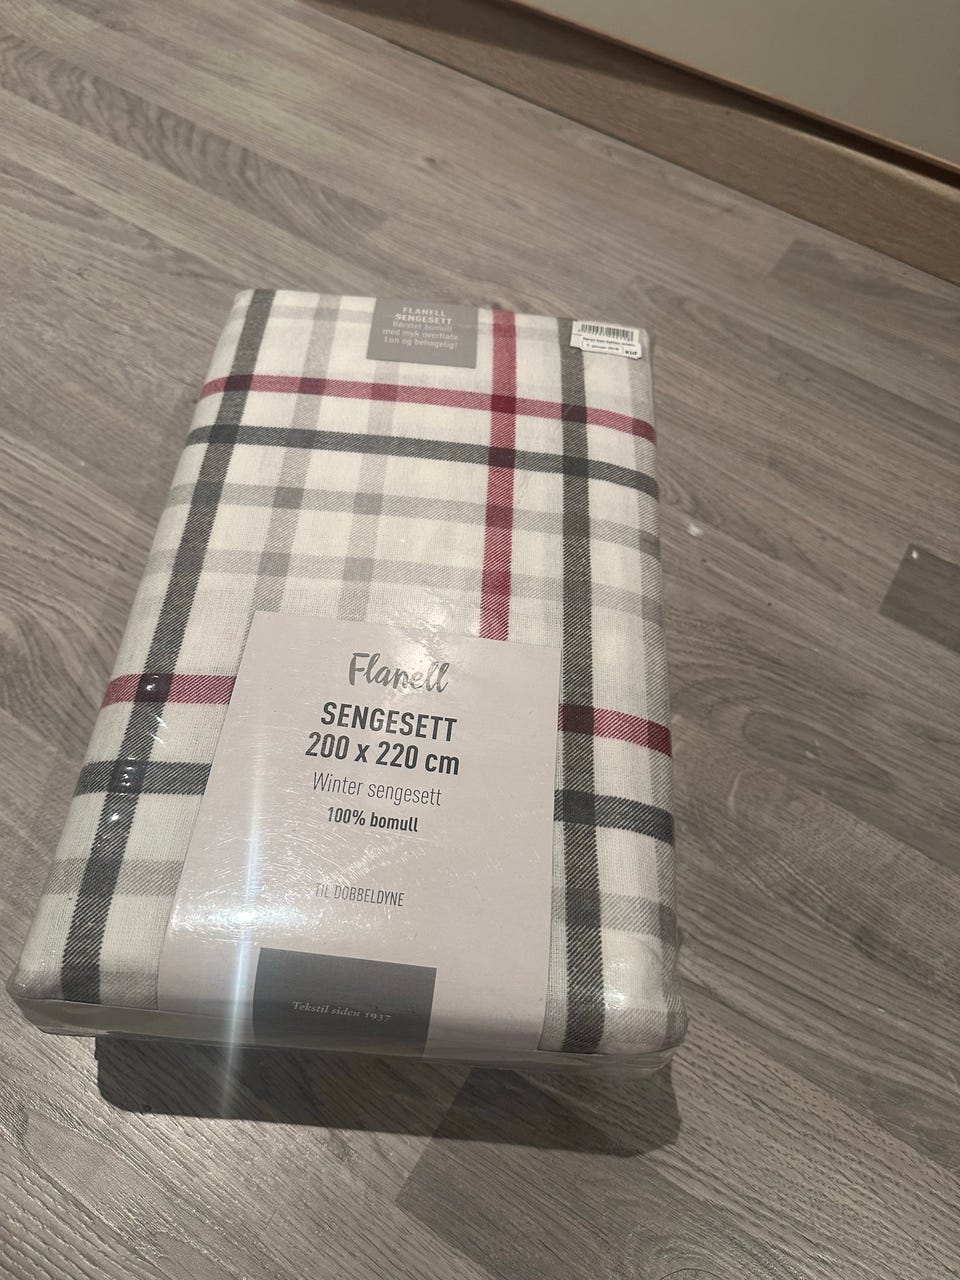 FLANELL
SENGESETT
Børstet bomull
med myk overflate.
Lun og behagelig!
Kid
Flanell
SENGESETT
200 x 220 cm
Winter sengesett
100% bomull
TIL DOBBELDYNE
Tekstil siden 1937